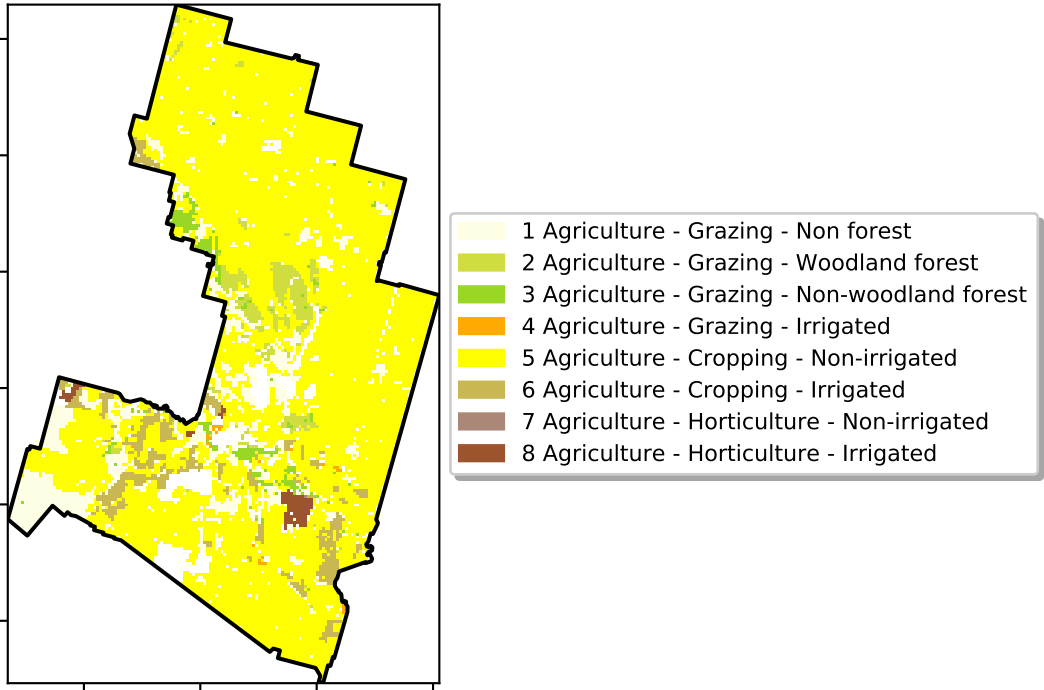 1 Agriculture - Grazing - Non forest
2 Agriculture - Grazing - Woodland forest
3 Agriculture - Grazing - Non-woodland forest
4 Agriculture - Grazing - Irrigated
5 Agriculture - Cropping - Non-irrigated
6 Agriculture - Cropping - Irrigated
7 Agriculture - Horticulture - Non-irrigated
8 Agriculture - Horticulture - Irrigated